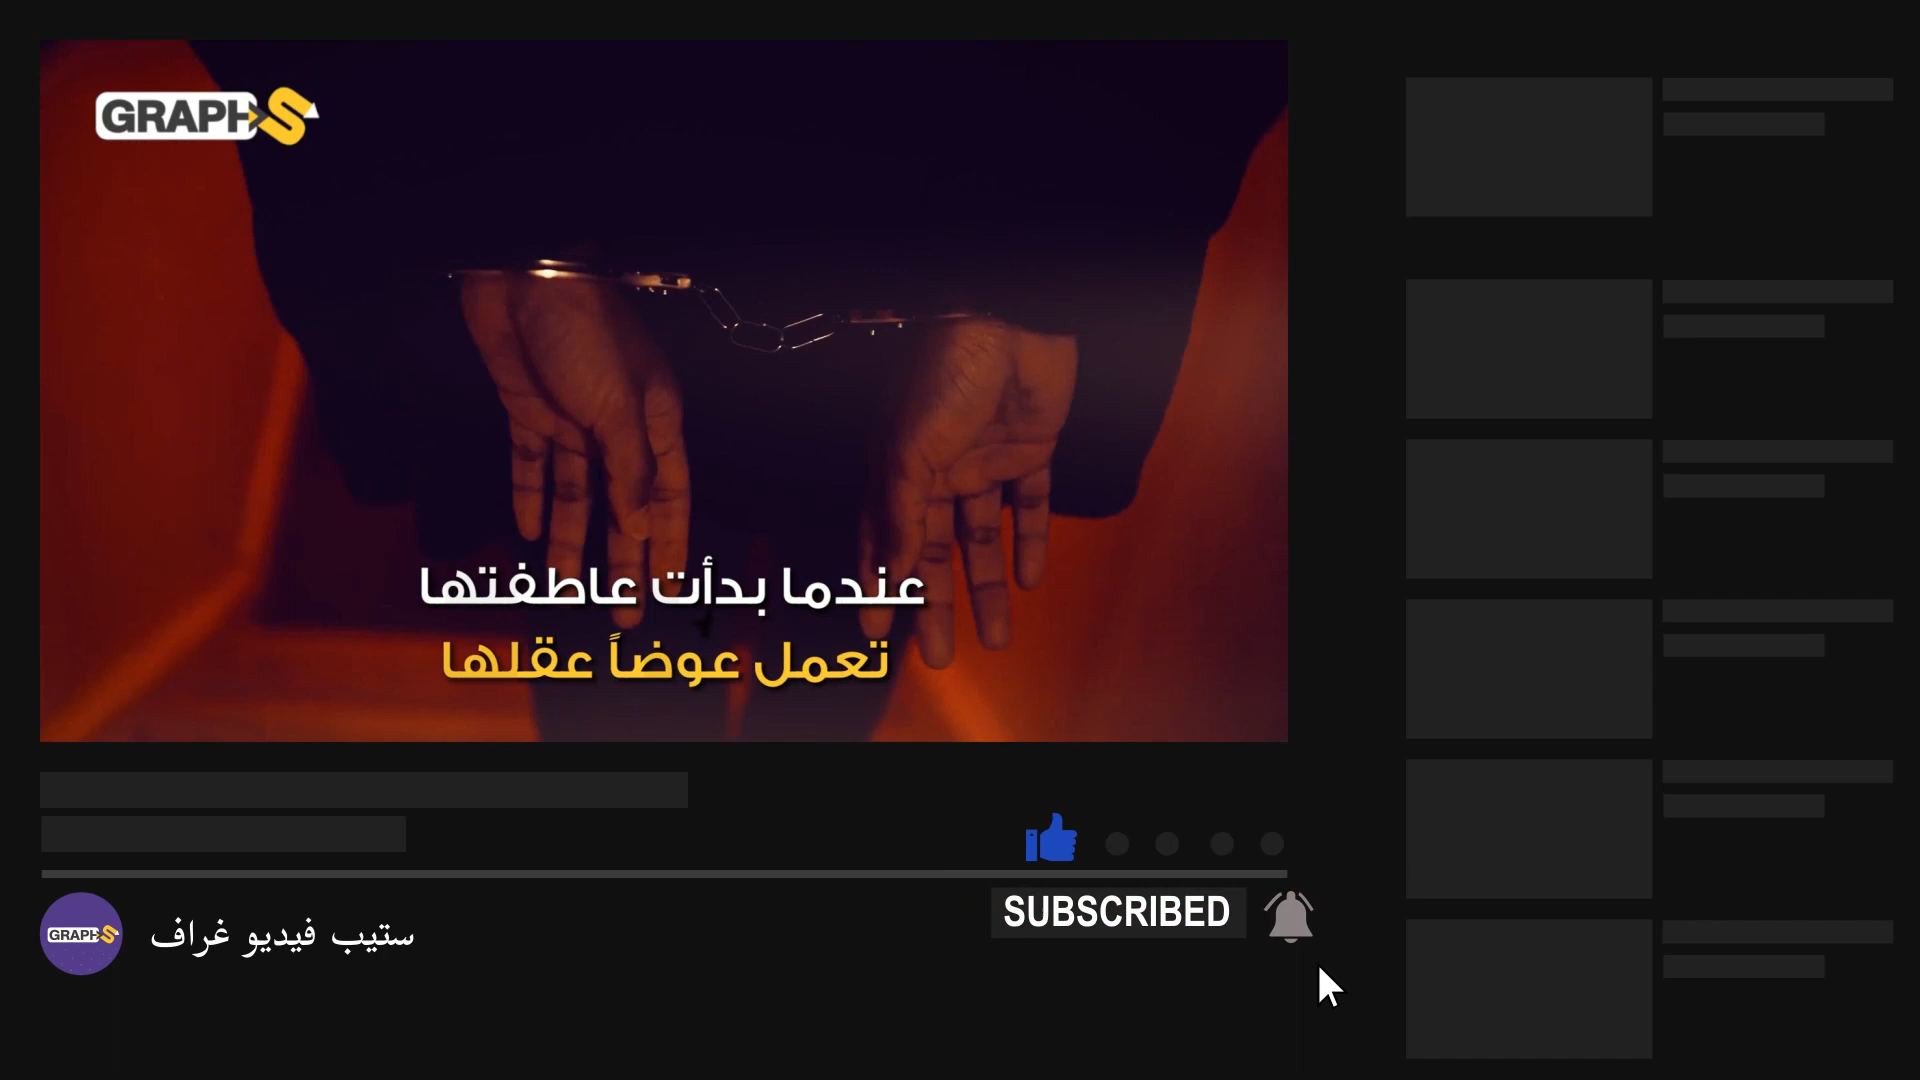 GRAPHS
عندما بدأت عاطفتها
تعمل عوضاً عقلها
SUBSCRIBED
GRAPHS
ستيب فيديو غراف